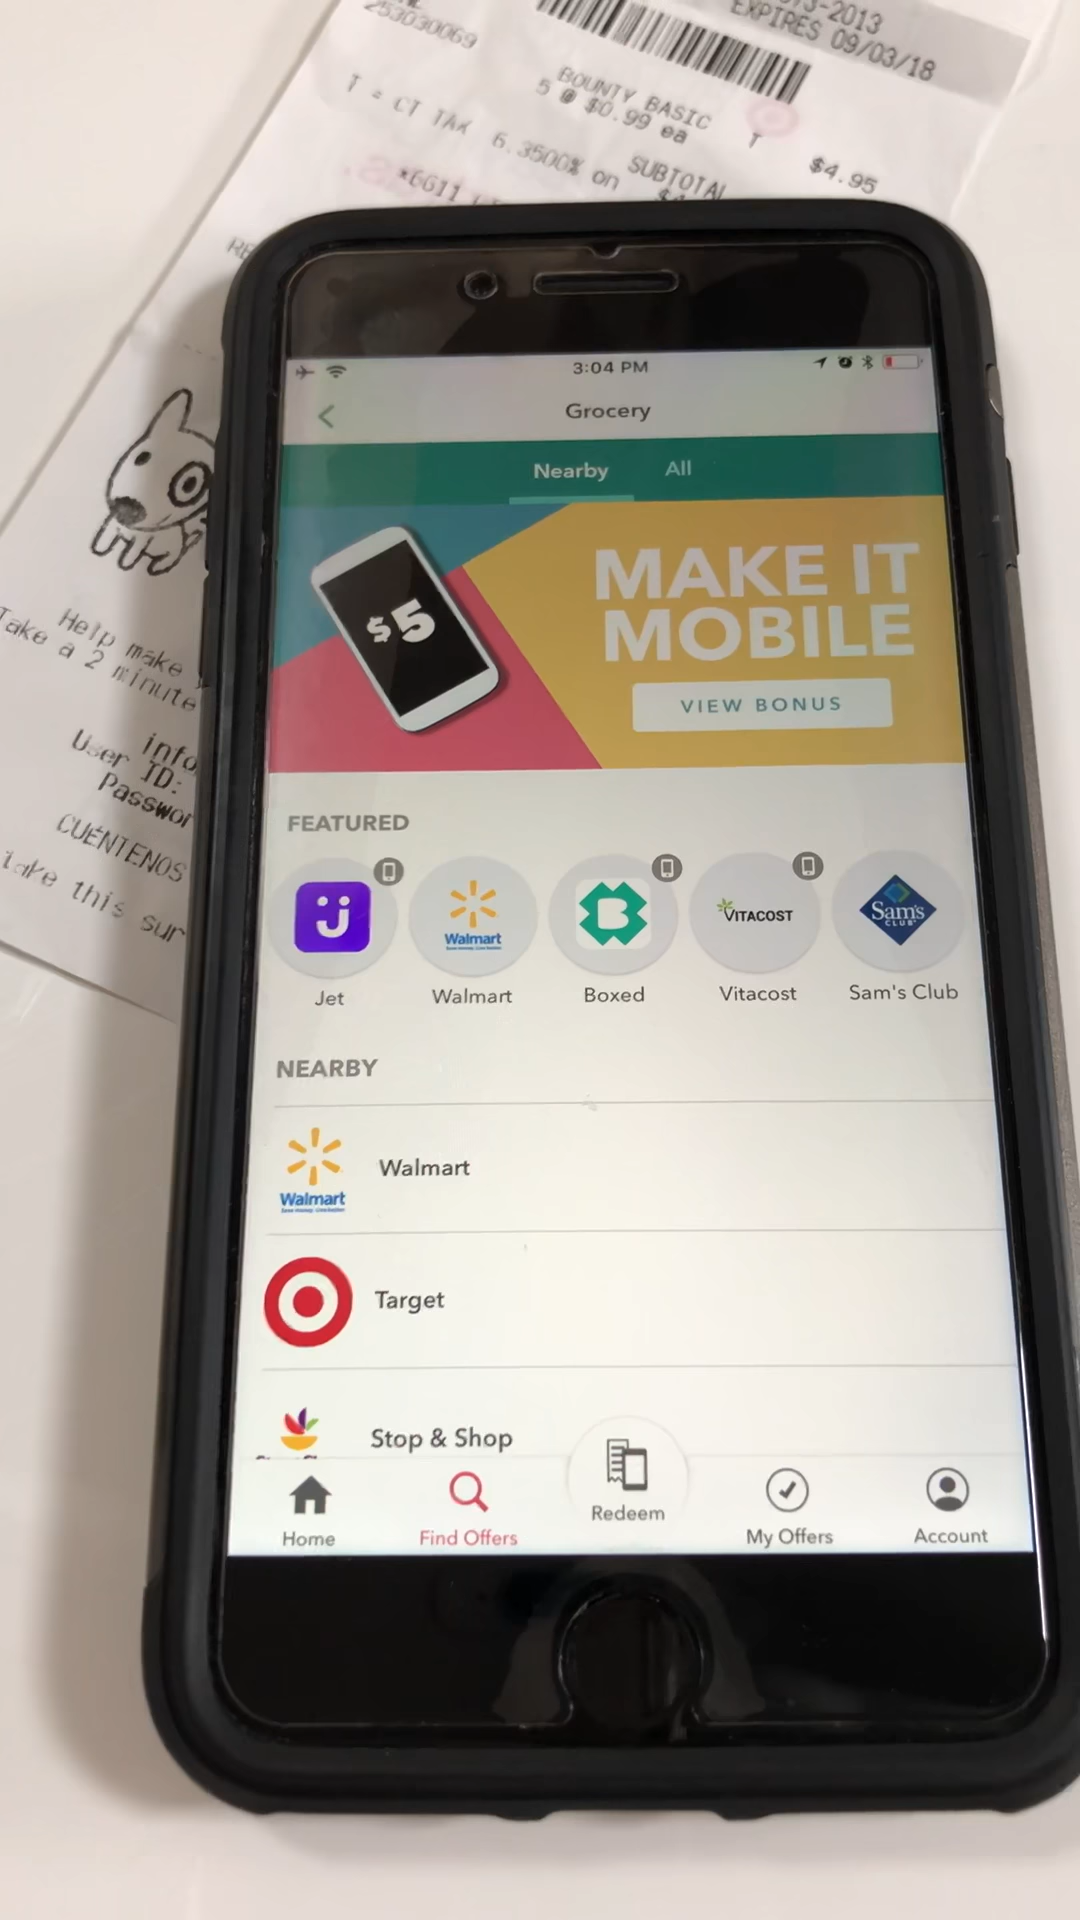 253030069
-2013
EXPIRES 09/03/18
BOUNTY BASIC
5 @ $0.99 ea T $4.95
SUBTOTAL
T = CT TAX 6.3500% on
*6611
Help make
Take a 2 minute
info
User ID:
Passwor
CUÉNTENOS
take this sur
3:04 PM
Grocery
Nearby All
$5
MAKE IT
MOBILE
VIEW BONUS
FEATURED
Walmart
B
VITACOST
Sam's
CLUB
Jet Walmart Boxed Vitacost Sam's Club
NEARBY
Walmart
Walmart
Target
Stop & Shop
Home Find Offers Redeem My Offers Account